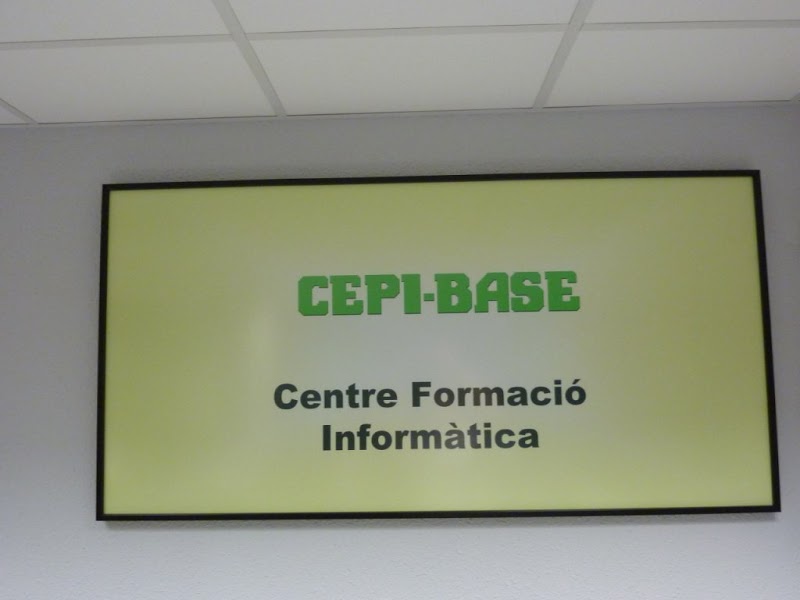 CEPI-BASE
Centre Formació
Informàtica